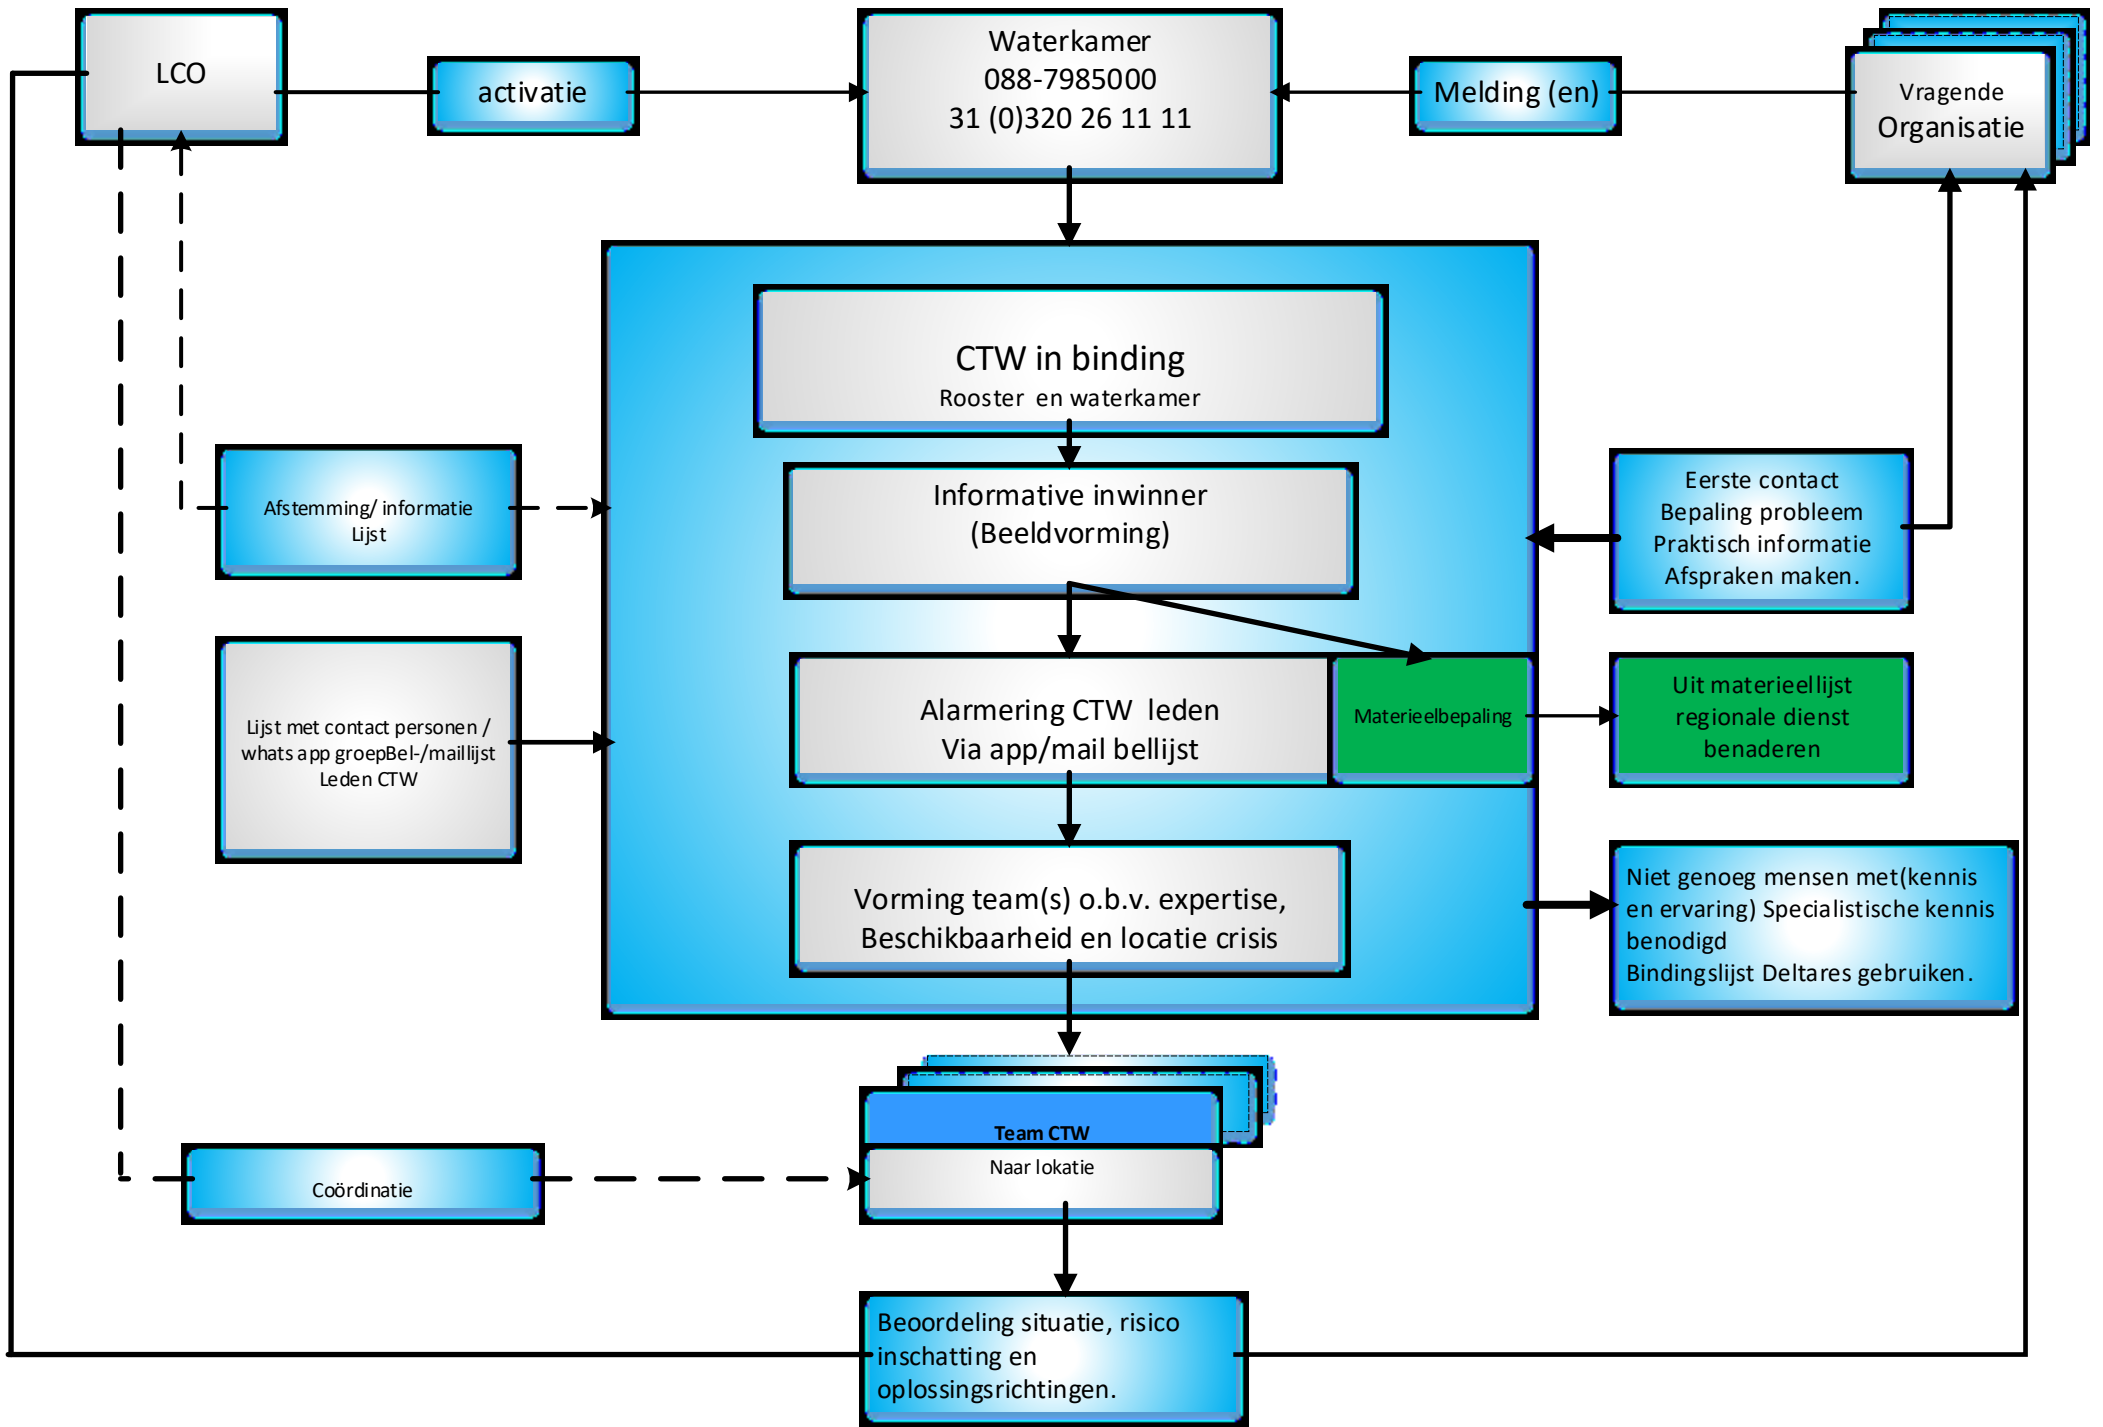 LCO
activatie
Waterkamer
088-7985000
31 (0)320 26 11 11
Melding (en)
Vragende
Organisatie
CTW in binding
Rooster en waterkamer
Informative inwinner
(Beeldvorming)
Afstemming/ informatie
Lijst
Eerste contact
Bepaling probleem
Praktisch informatie
Afspraken maken.
Lijst met contact personen /
whats app groepBel-/maillijst
Leden CTW
Alarmering CTW leden
Via app/mail bellijst
Materieelbepaling
Uit materieellijst
regionale dienst
benaderen
Vorming team(s) o.b.v. expertise,
Beschikbaarheid en locatie crisis
Niet genoeg mensen met(kennis
en ervaring) Specialistische kennis
benodigd
Bindingslijst Deltares gebruiken.
Team CTW
Naar lokatie
Coördinatie
Beoordeling situatie, risico
inschatting en
oplossingsrichtingen.